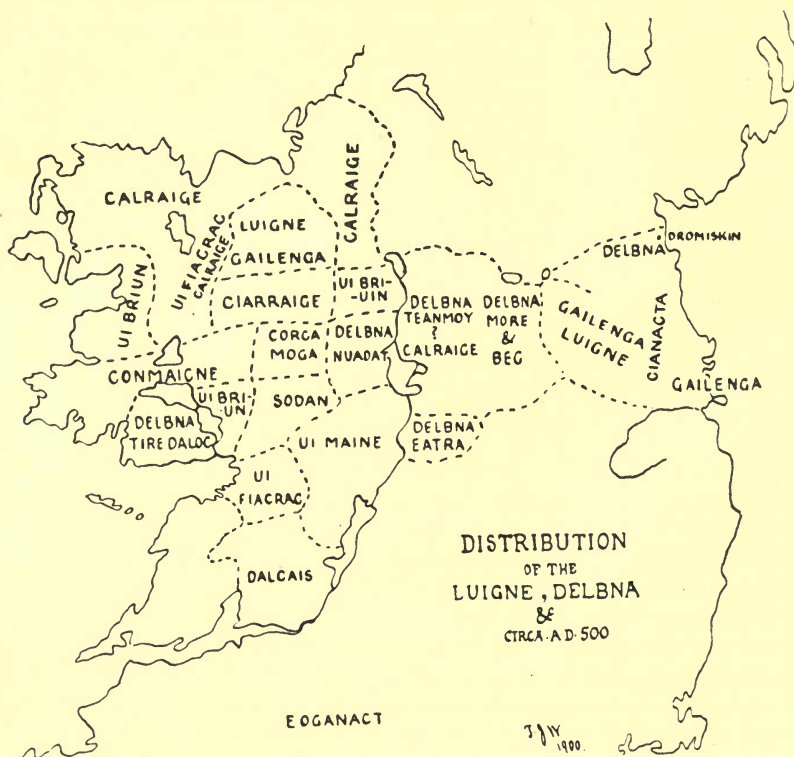 CALRAIGE
CALRAIGE
LUIGNE
GAILENGA
UI FIACRAC
CALRAIGE
UI BRIUN
CIARRAIGE
UI BRI-
-UIN
DELBNA
DROMISKIN
DELBNA
TEANMOY
?
CALRAIGE
DELBNA
MORE
&
BEG
GAILENGA
LUIGNE
CIANACTA
GAILENGA
CORCA
MOGA
DELBNA
NUADAT
CONMAICNE
UI BRI-
-UN
SODAN
DELBNA
TIRE DALOC
UI MAINE
DELBNA
EATRA
UI
FIACRAC
DALCAIS
DISTRIBUTION
OF THE
LUIGNE, DELBNA
&c
CIRCA. A.D. 500
EOGANACT
1900.